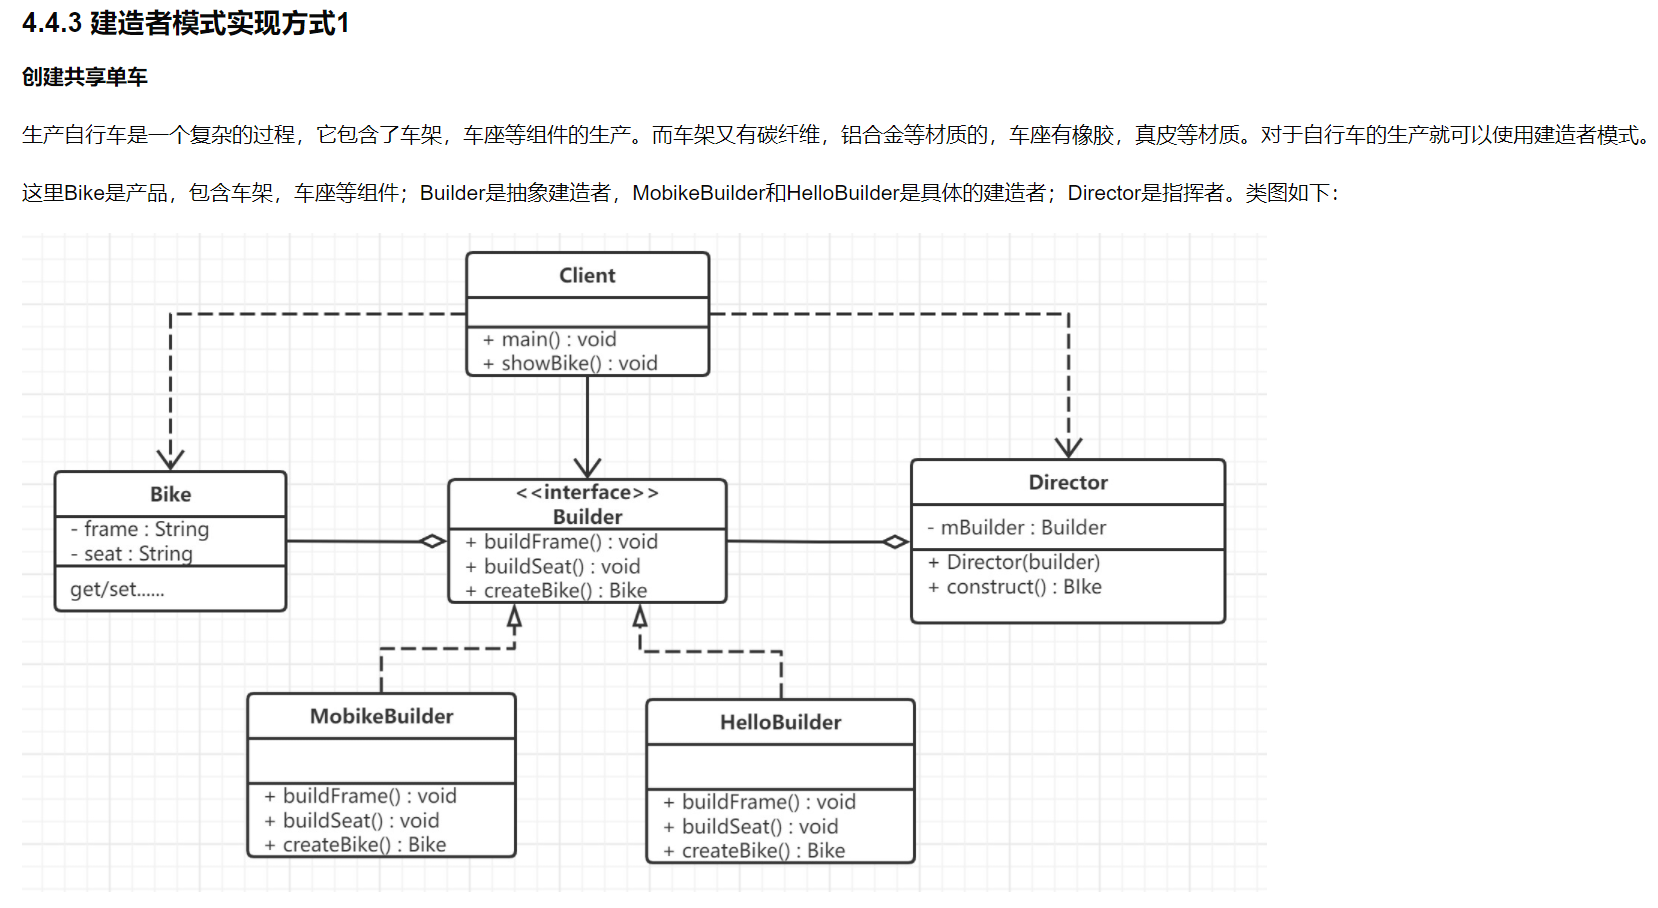 4.4.3 建造者模式实现方式1
创建共享单车
生产自行车是一个复杂的过程，它包含了车架，车座等组件的生产。而车架又有碳纤维，铝合金等材质的，车座有橡胶，真皮等材质。对于自行车的生产就可以使用建造者模式。
这里Bike是产品，包含车架，车座等组件；Builder是抽象建造者，MobikeBuilder和HelloBuilder是具体的建造者；Director是指挥者。类图如下：
Client
+ main() : void
+ showBike() : void
Bike
- frame : String
- seat : String
get/set......
<<interface>>
Builder
+ buildFrame() : void
+ buildSeat() : void
+ createBike() : Bike
Director
- mBuilder : Builder
+ Director(builder)
+ construct() : BIke
MobikeBuilder
+ buildFrame() : void
+ buildSeat() : void
+ createBike() : Bike
HelloBuilder
+ buildFrame() : void
+ buildSeat() : void
+ createBike() : Bike